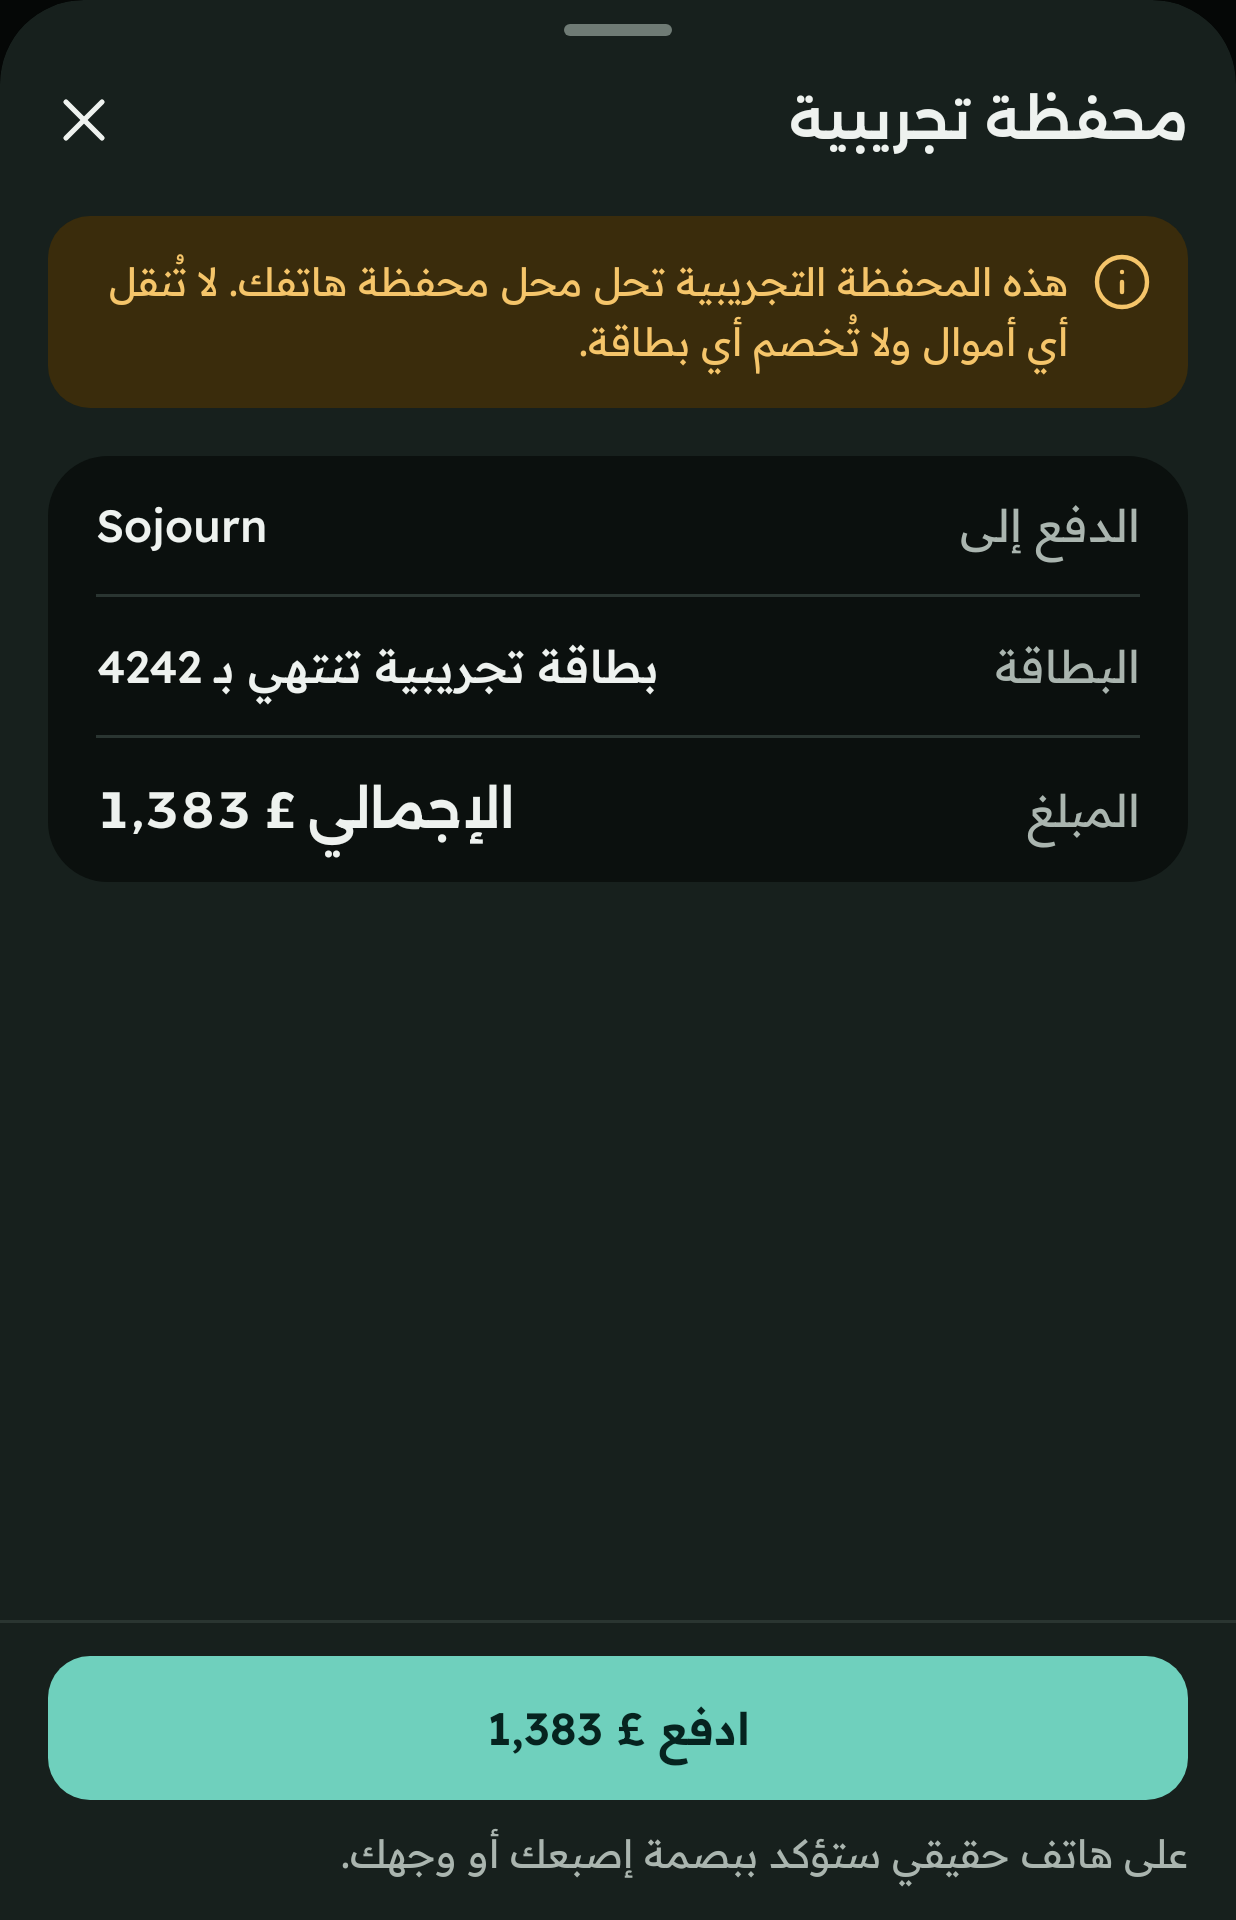 محفظة تجريبية
هذه المحفظة التجريبية تحل محل محفظة هاتفك. لا تُنقل
أي أموال ولا تُخصم أي بطاقة.
الدفع إلى Sojourn
البطاقة بطاقة تجريبية تنتهي بـ 4242
المبلغ الإجمالي £ 1,383
ادفع £ 1,383
على هاتف حقيقي ستؤكد ببصمة إصبعك أو وجهك.